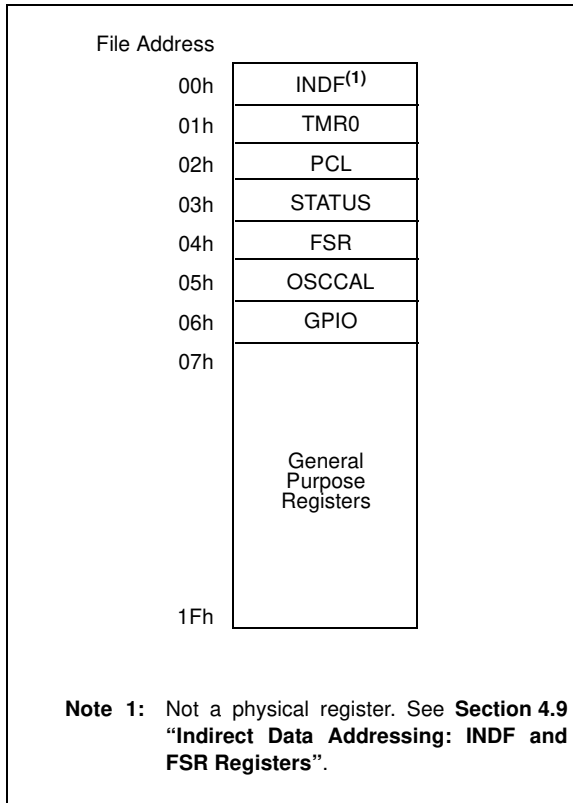 File Address
00h INDF(1)
01h TMR0
02h PCL
03h STATUS
04h FSR
05h OSCCAL
06h GPIO
07h
General
Purpose
Registers
1Fh
Note 1: Not a physical register. See Section 4.9
“Indirect Data Addressing: INDF and
FSR Registers”.